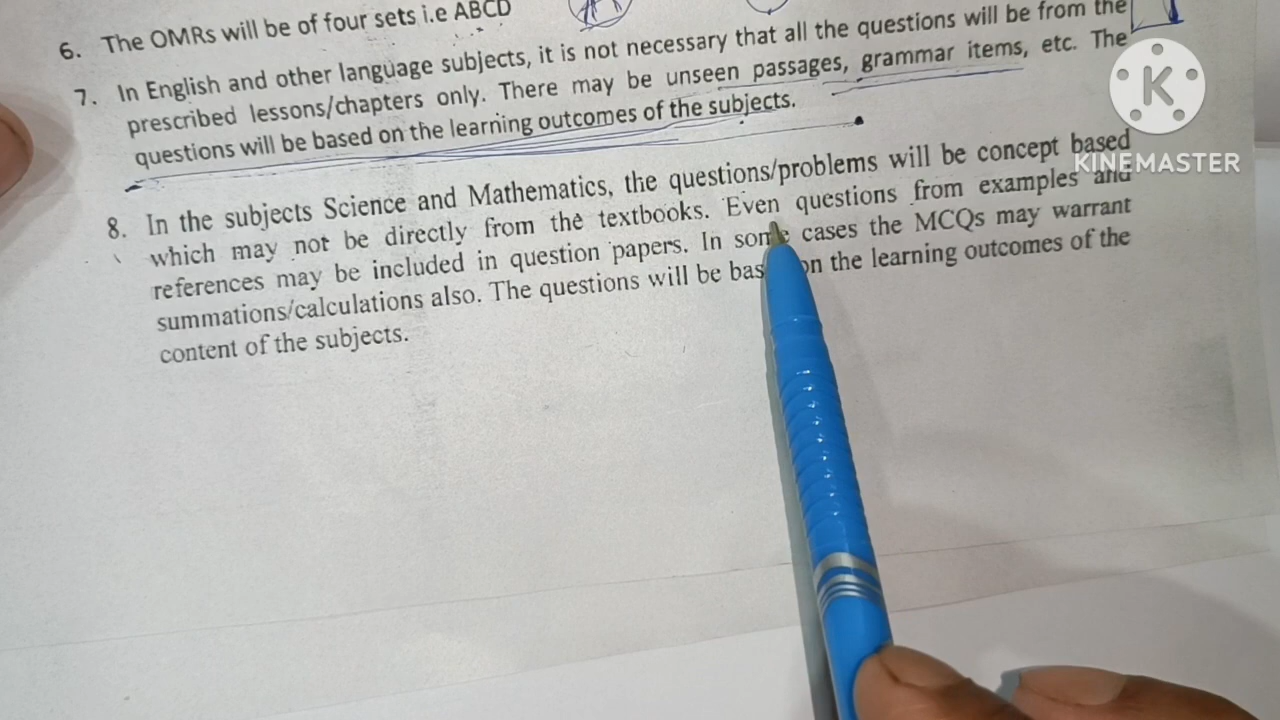 6. The OMRs will be of four sets i.e ABCD
7. In English and other language subjects, it is not necessary that all the questions will be from the
prescribed lessons/chapters only. There may be unseen passages, grammar items, etc. The
questions will be based on the learning outcomes of the subjects.
8. In the subjects Science and Mathematics, the questions/problems will be concept based
which may not be directly from the textbooks. Even questions from examples and
references may be included in question papers. In some cases the MCQs may warrant
summations/calculations also. The questions will be based on the learning outcomes of the
content of the subjects.
K
KINEMASTER